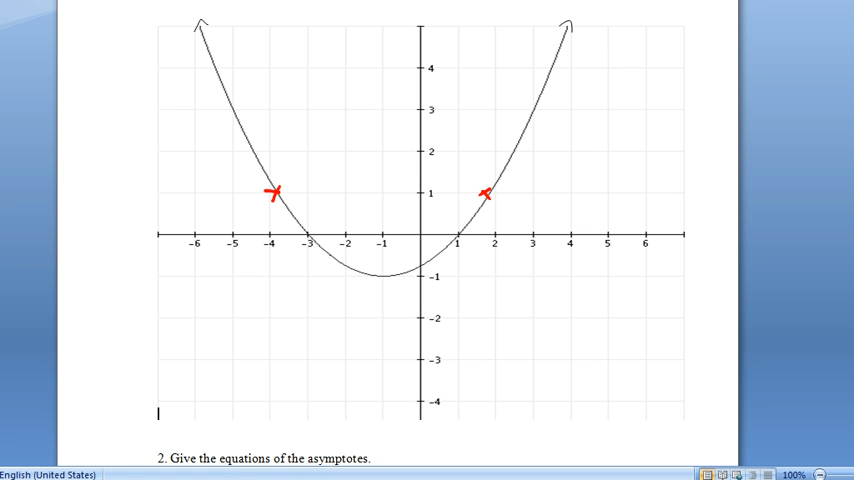 4
3
2
1
-6 -5 -4 -3 -2 -1 1 2 3 4 5 6
-1
-2
-3
-4
2. Give the equations of the asymptotes.
English (United States) 100%